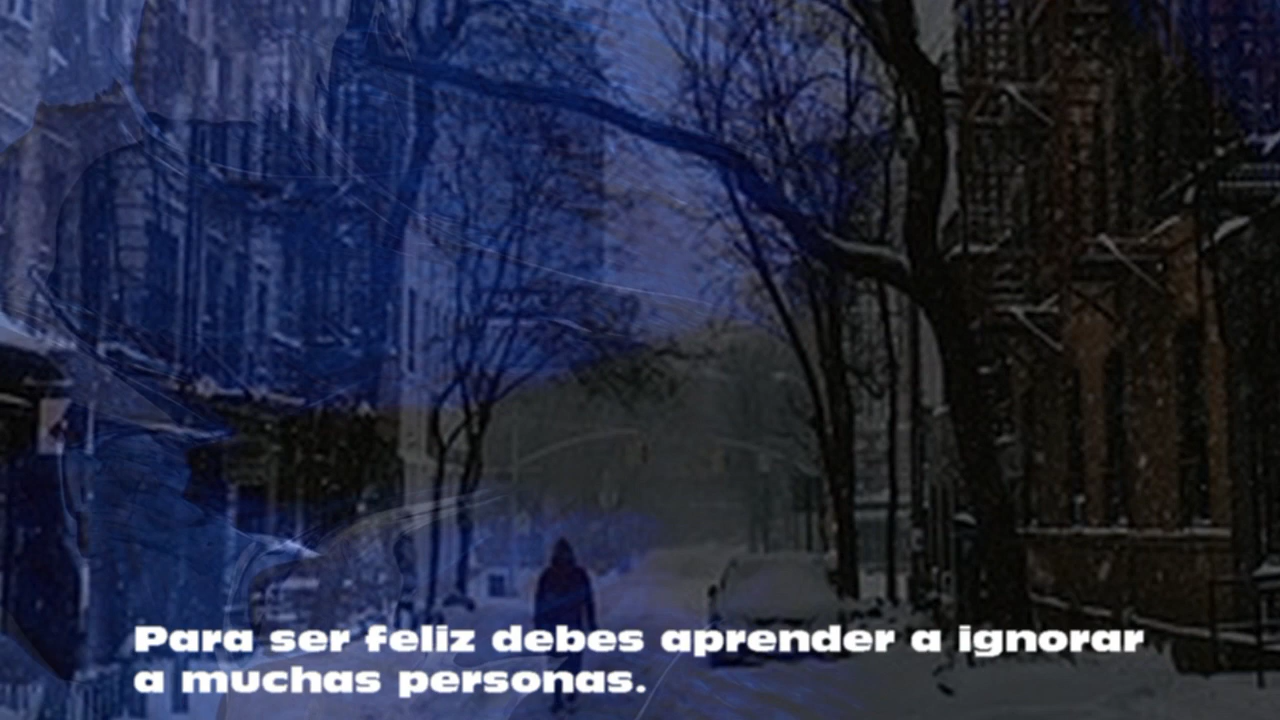 Para ser feliz debes aprender a ignorar
a muchas personas.